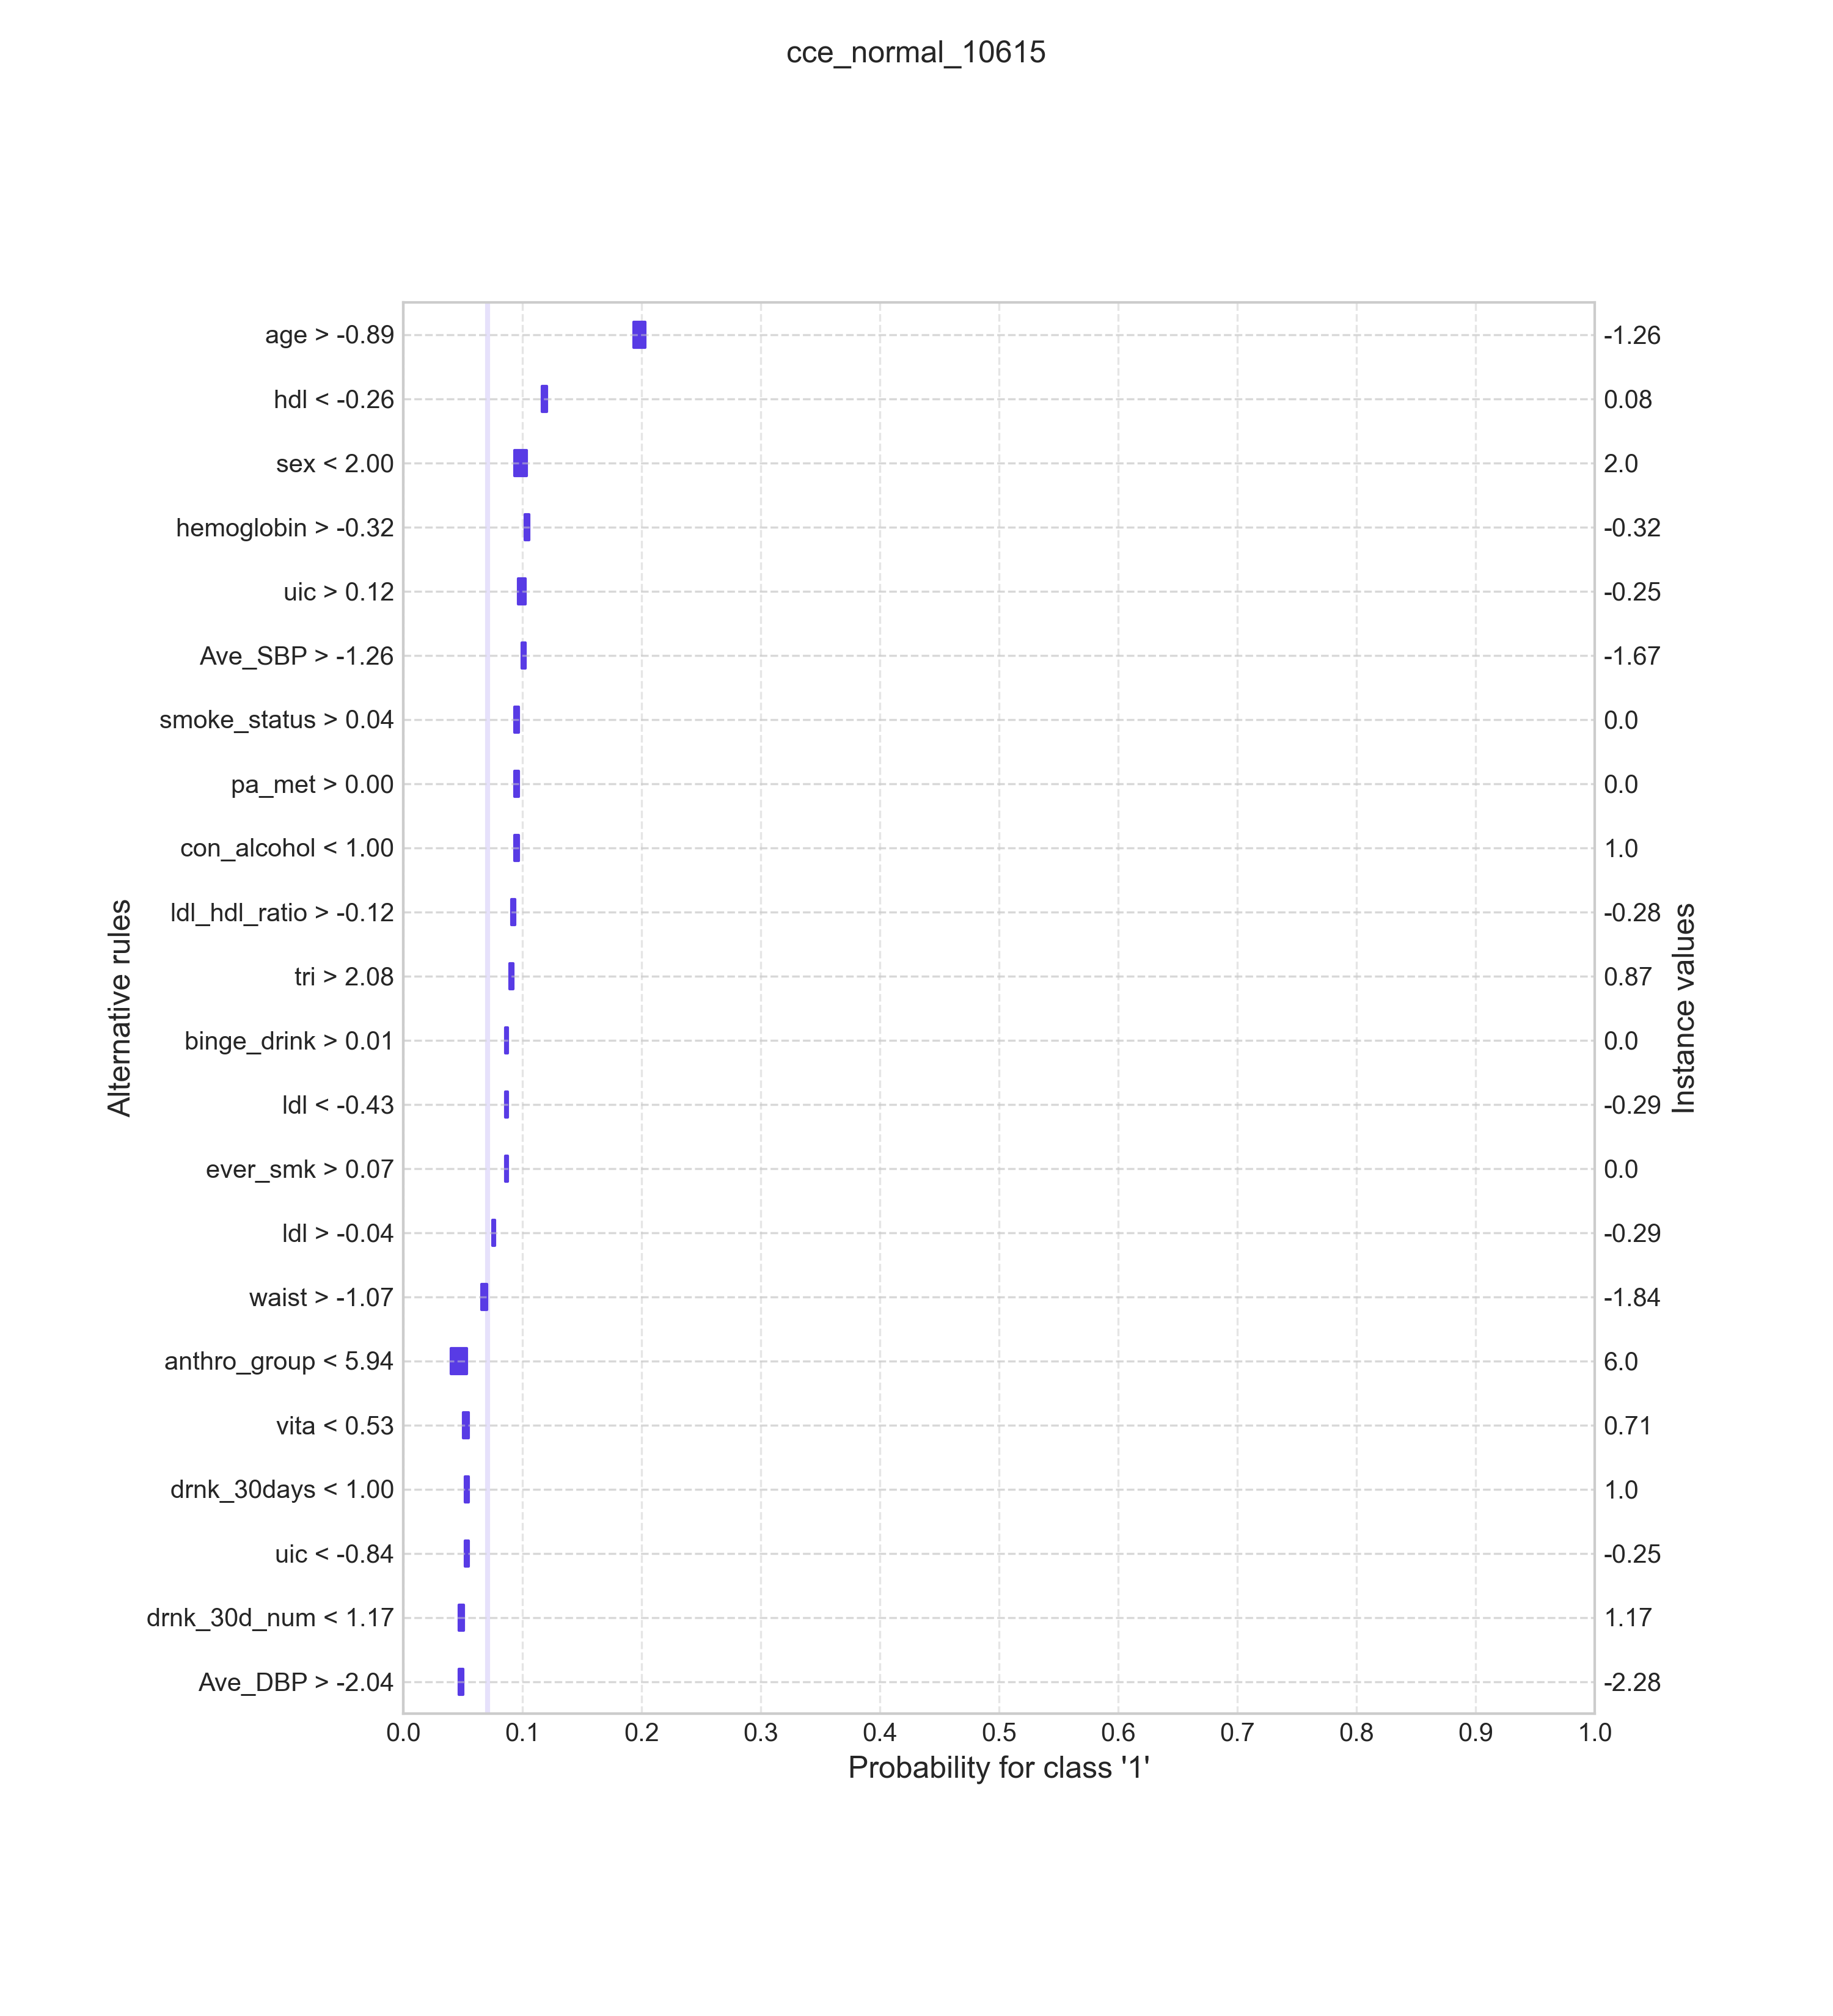 cce_normal_10615
age > -0.89 -1.26
hdl < -0.26 0.08
sex < 2.00 2.0
hemoglobin > -0.32 -0.32
uic > 0.12 -0.25
Ave_SBP > -1.26 -1.67
smoke_status > 0.04 0.0
pa_met > 0.00 0.0
con_alcohol < 1.00 1.0
ldl_hdl_ratio > -0.12 -0.28
tri > 2.08 0.87
binge_drink > 0.01 0.0
ldl < -0.43 -0.29
ever_smk > 0.07 0.0
ldl > -0.04 -0.29
waist > -1.07 -1.84
anthro_group < 5.94 6.0
vita < 0.53 0.71
drnk_30days < 1.00 1.0
uic < -0.84 -0.25
drnk_30d_num < 1.17 1.17
Ave_DBP > -2.04 -2.28
Alternative rules
Instance values
0.0 0.1 0.2 0.3 0.4 0.5 0.6 0.7 0.8 0.9 1.0
Probability for class '1'